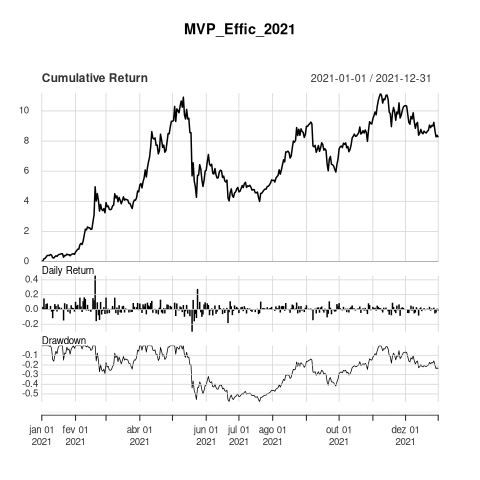 MVP_Effic_2021
Cumulative Return 2021-01-01 / 2021-12-31
10
8
6
4
2
0
Daily Return
0.4
0.2
0.0
-0.2
Drawdown
-0.1
-0.2
-0.3
-0.4
-0.5
jan 01 fev 01 abr 01 jun 01 jul 01 ago 01 out 01 dez 01
2021 2021 2021 2021 2021 2021 2021 2021